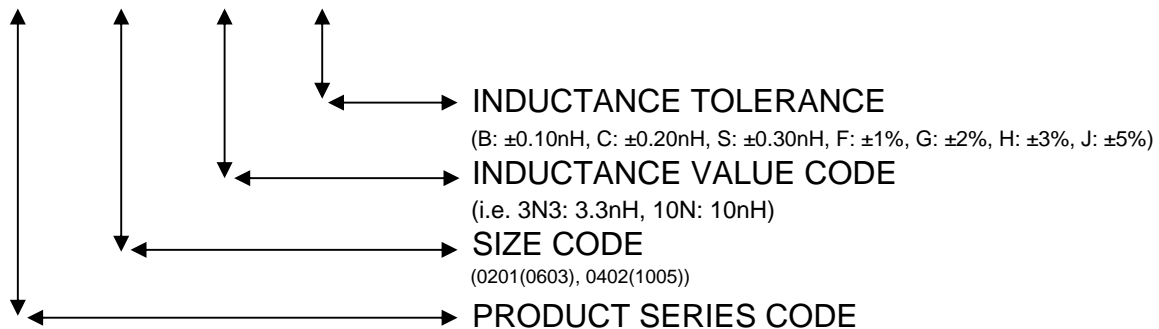 INDUCTANCE TOLERANCE
(B: ±0.10nH, C: ±0.20nH, S: ±0.30nH, F: ±1%, G: ±2%, H: ±3%, J: ±5%)
INDUCTANCE VALUE CODE
(i.e. 3N3: 3.3nH, 10N: 10nH)
SIZE CODE
(0201(0603), 0402(1005))
PRODUCT SERIES CODE